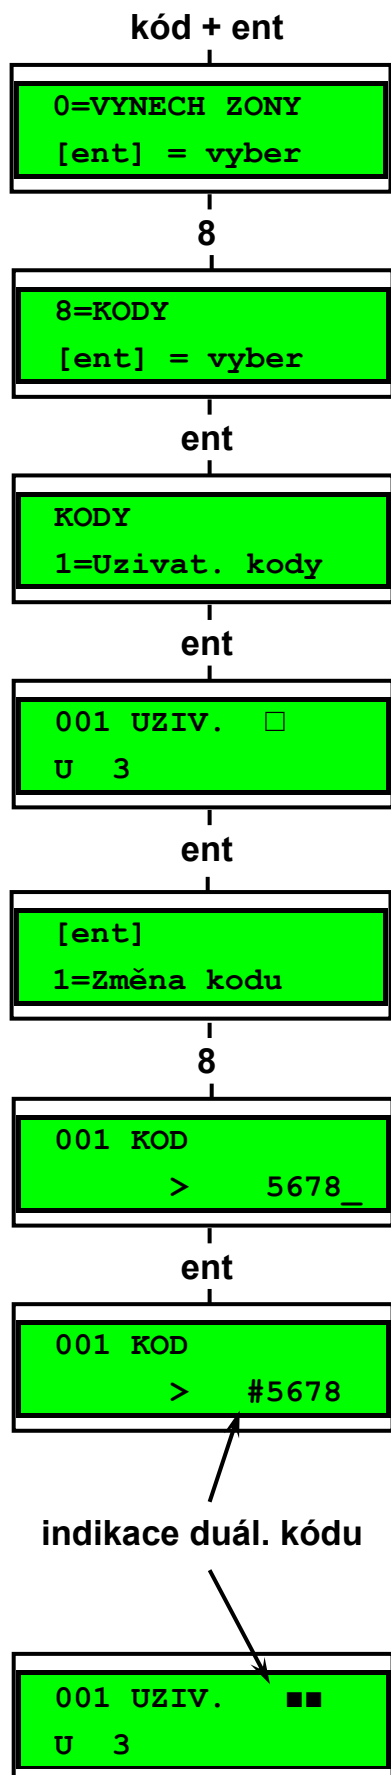 kód + ent
0=VYNECH ZONY
[ent] = vyber
8
8=KODY
[ent] = vyber
ent
KODY
1=Uzivat. kody
ent
001 UZIV. □
U 3
ent
[ent]
1=Změna kodu
8
001 KOD
> 5678_
ent
001 KOD
> #5678
indikace duál. kódu
001 UZIV. ■■
U 3